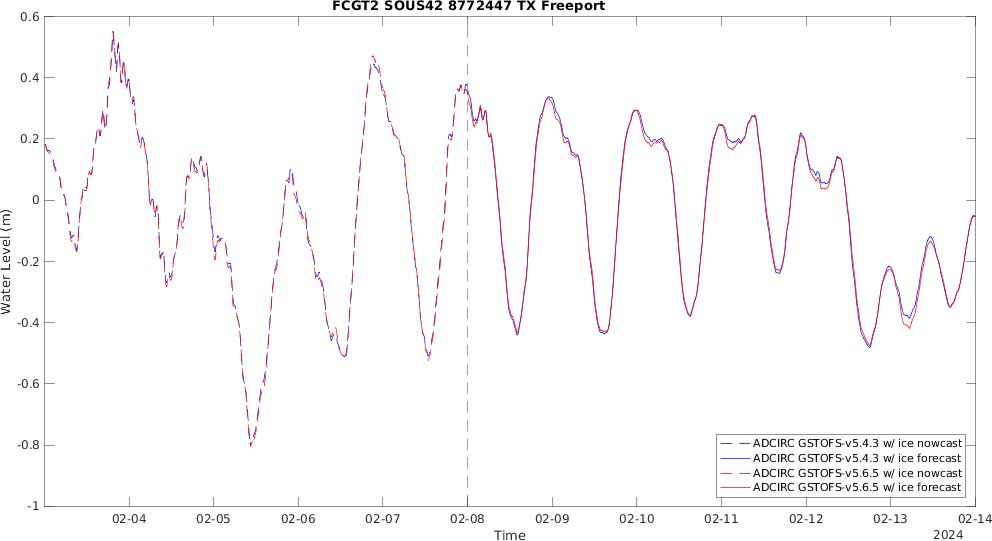 FCGT2 SOUS42 8772447 TX Freeport
0.6
0.4
0.2
0
-0.2
-0.4
-0.6
-0.8
-1
Water Level (m)
02-04 02-05 02-06 02-07 02-08 02-09 02-10 02-11 02-12 02-13 02-14
Time
2024
ADCIRC GSTOFS-v5.4.3 w/ ice nowcast
ADCIRC GSTOFS-v5.4.3 w/ ice forecast
ADCIRC GSTOFS-v5.6.5 w/ ice nowcast
ADCIRC GSTOFS-v5.6.5 w/ ice forecast